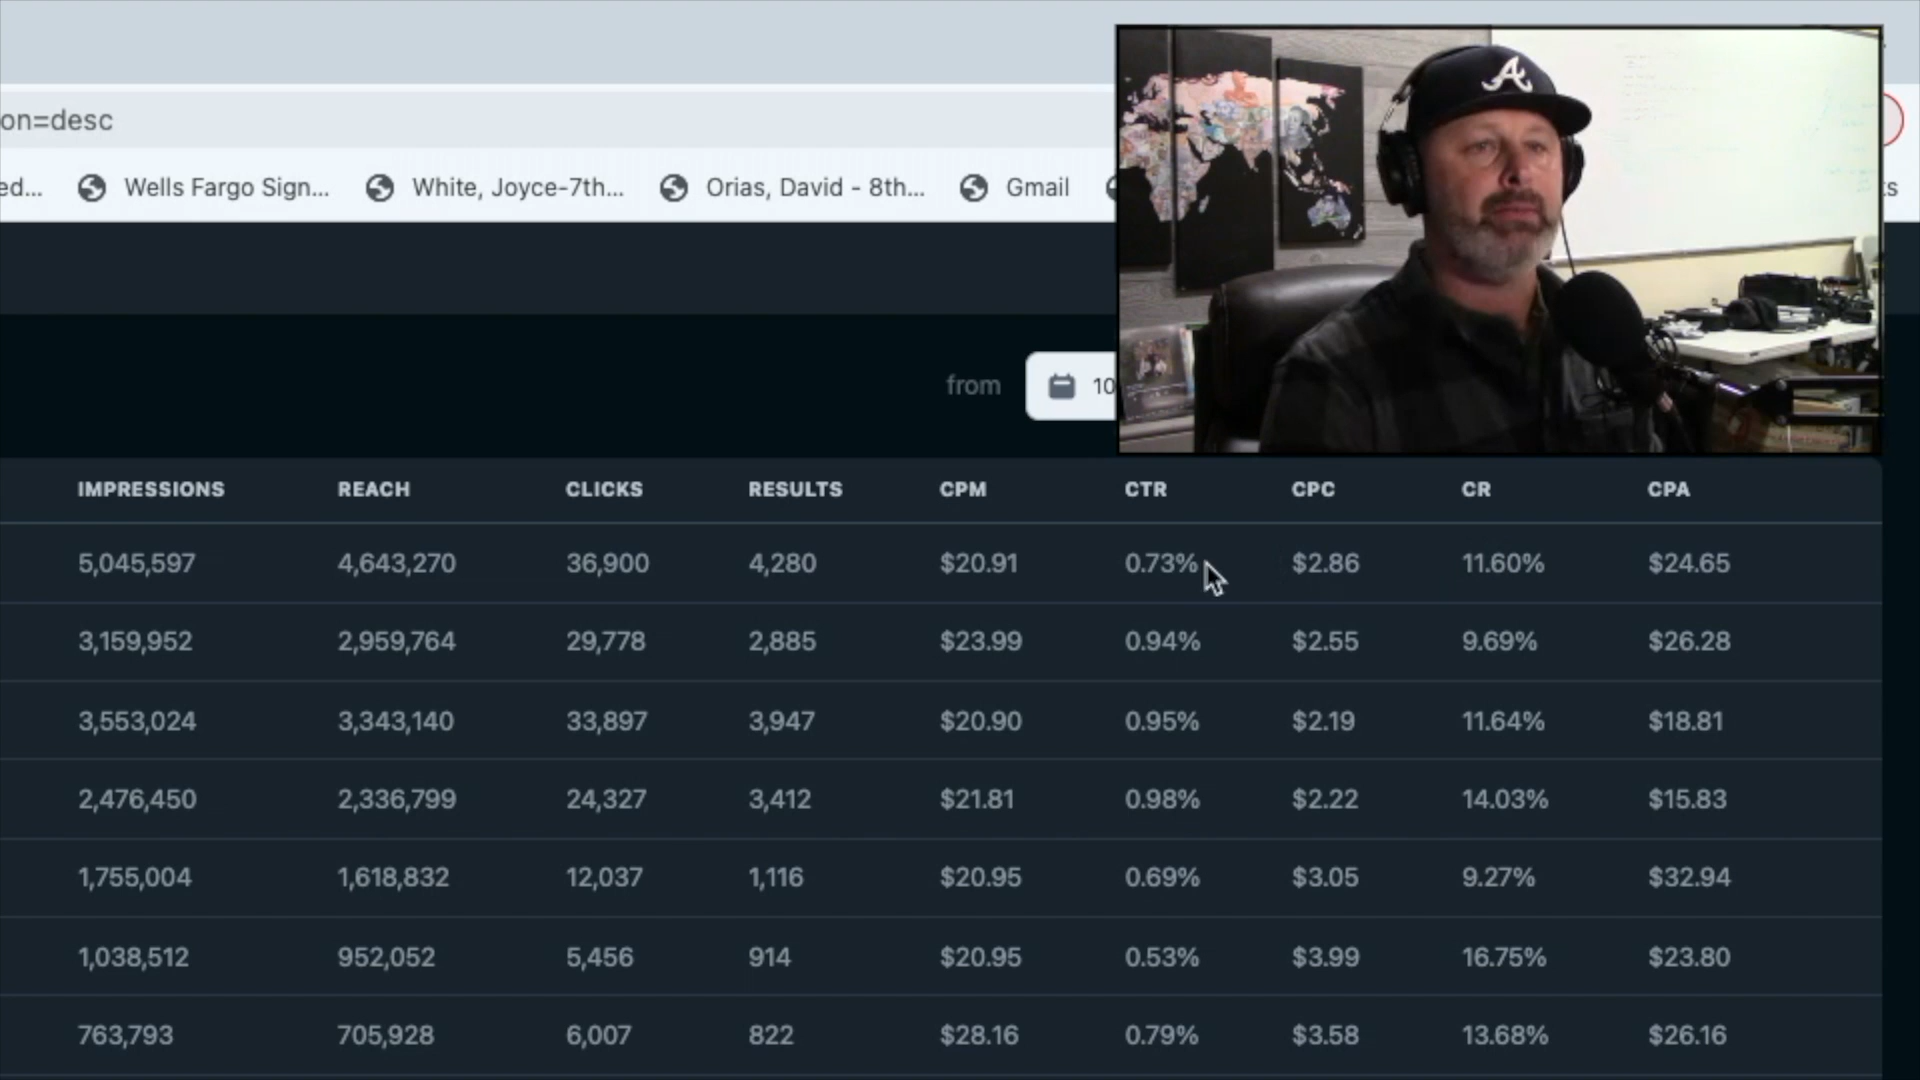 on=desc
ed... Wells Fargo Sign... White, Joyce-7th... Orias, David - 8th... Gmail ts
from 10
A
IMPRESSIONS REACH CLICKS RESULTS CPM CTR CPC CR CPA
5,045,597 4,643,270 36,900 4,280 $20.91 0.73% $2.86 11.60% $24.65
3,159,952 2,959,764 29,778 2,885 $23.99 0.94% $2.55 9.69% $26.28
3,553,024 3,343,140 33,897 3,947 $20.90 0.95% $2.19 11.64% $18.81
2,476,450 2,336,799 24,327 3,412 $21.81 0.98% $2.22 14.03% $15.83
1,755,004 1,618,832 12,037 1,116 $20.95 0.69% $3.05 9.27% $32.94
1,038,512 952,052 5,456 914 $20.95 0.53% $3.99 16.75% $23.80
763,793 705,928 6,007 822 $28.16 0.79% $3.58 13.68% $26.16